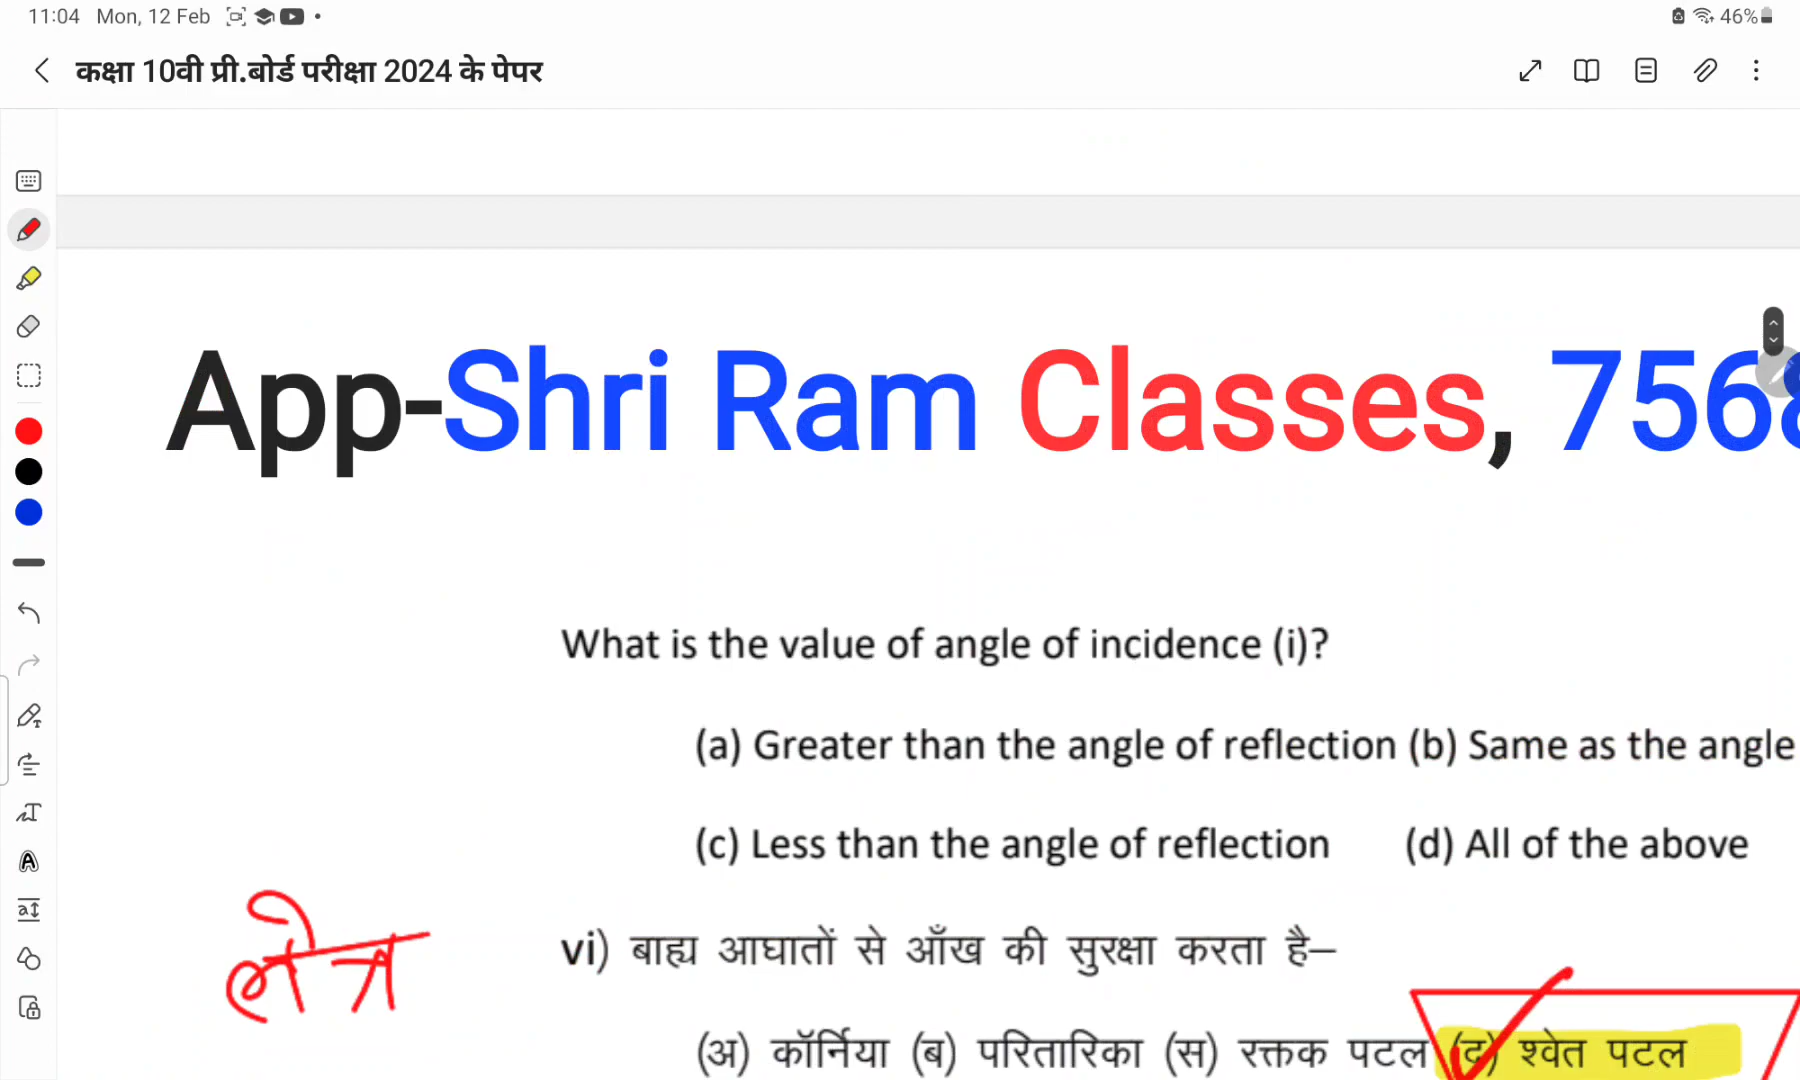 11:04 Mon, 12 Feb
46%
कक्षा 10वी प्री.बोर्ड परीक्षा 2024 के पेपर
App-Shri Ram Classes, 756
What is the value of angle of incidence (i)?
(a) Greater than the angle of reflection (b) Same as the angle
(c) Less than the angle of reflection (d) All of the above
vi) बाह्य आघातों से आँख की सुरक्षा करता है–
(अ) कॉर्निया (ब) परितारिका (स) रक्तक पटल (द) श्वेत पटल